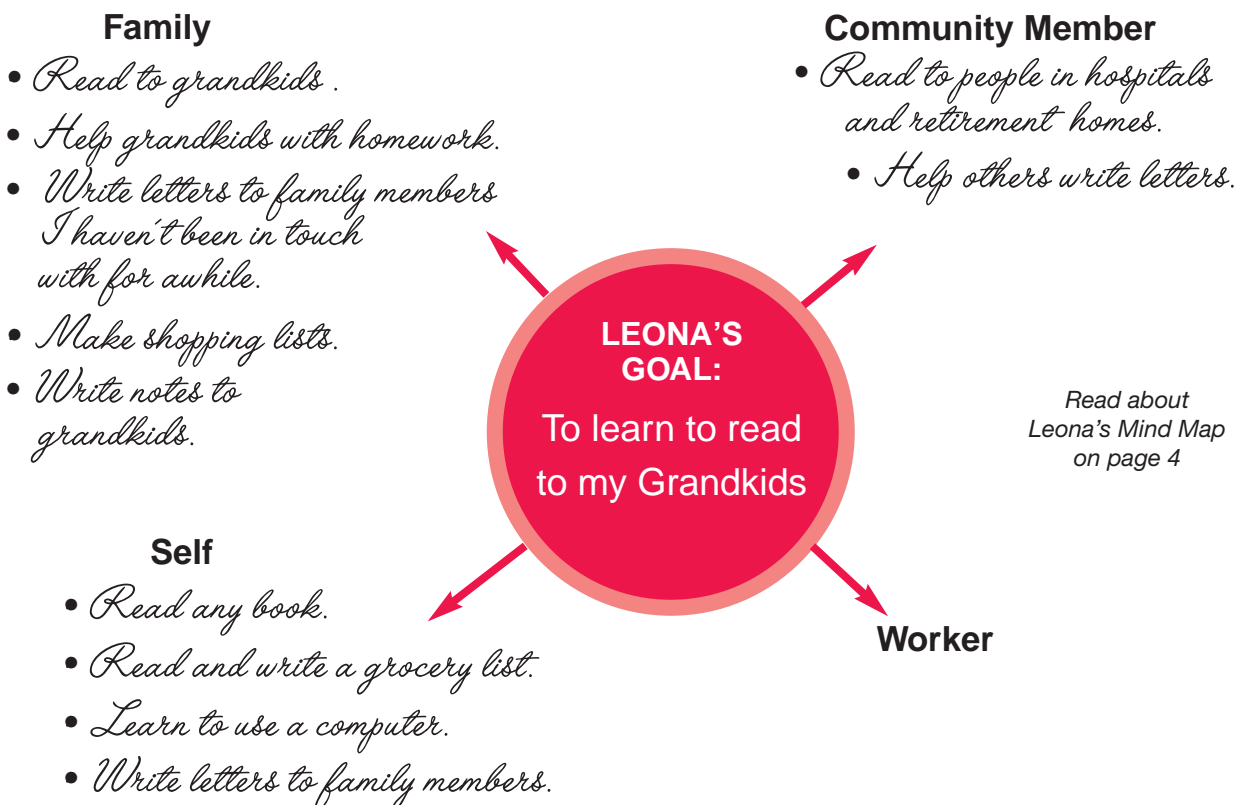 Family
• Read to grandkids .
• Help grandkids with homework.
• Write letters to family members
I haven't been in touch
with for awhile.
• Make shopping lists.
• Write notes to
grandkids.
Community Member
• Read to people in hospitals
and retirement homes.
• Help others write letters.
LEONA'S
GOAL:
To learn to read
to my Grandkids
Read about
Leona's Mind Map
on page 4
Self
• Read any book.
• Read and write a grocery list.
• Learn to use a computer.
• Write letters to family members.
Worker